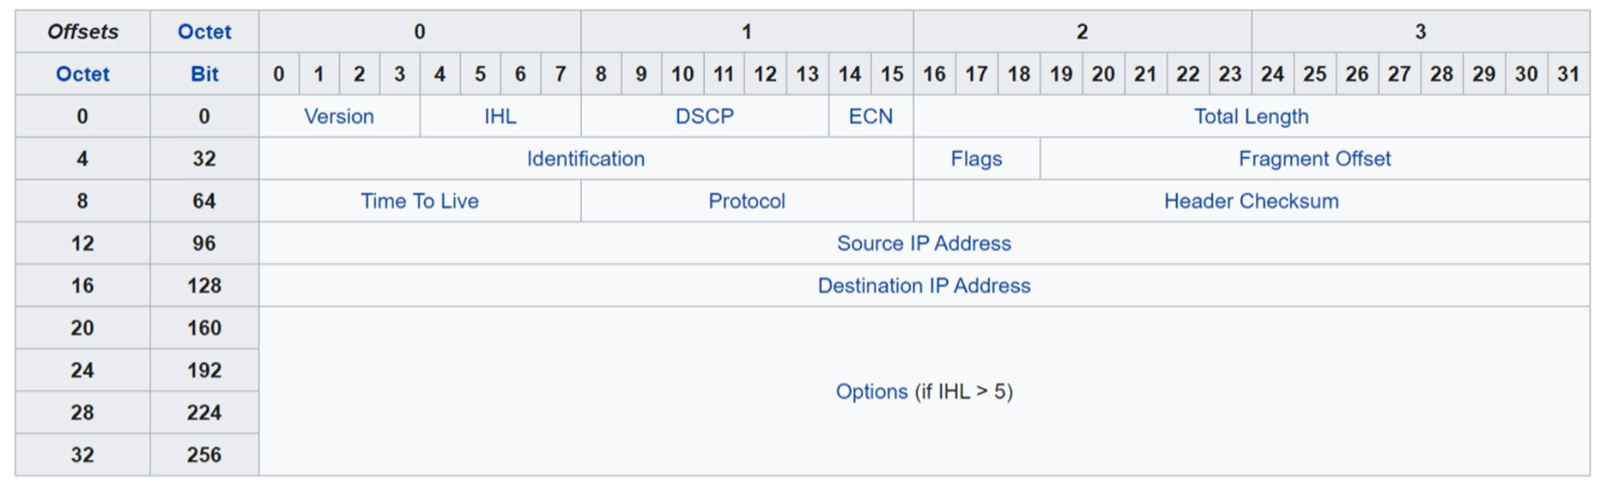 Offsets Octet 0 1 2 3
Octet Bit 0 1 2 3 4 5 6 7 8 9 10 11 12 13 14 15 16 17 18 19 20 21 22 23 24 25 26 27 28 29 30 31
0 0 Version IHL DSCP ECN Total Length
4 32 Identification Flags Fragment Offset
8 64 Time To Live Protocol Header Checksum
12 96 Source IP Address
16 128 Destination IP Address
20 160
24 192
Options (if IHL > 5)
28 224
32 256